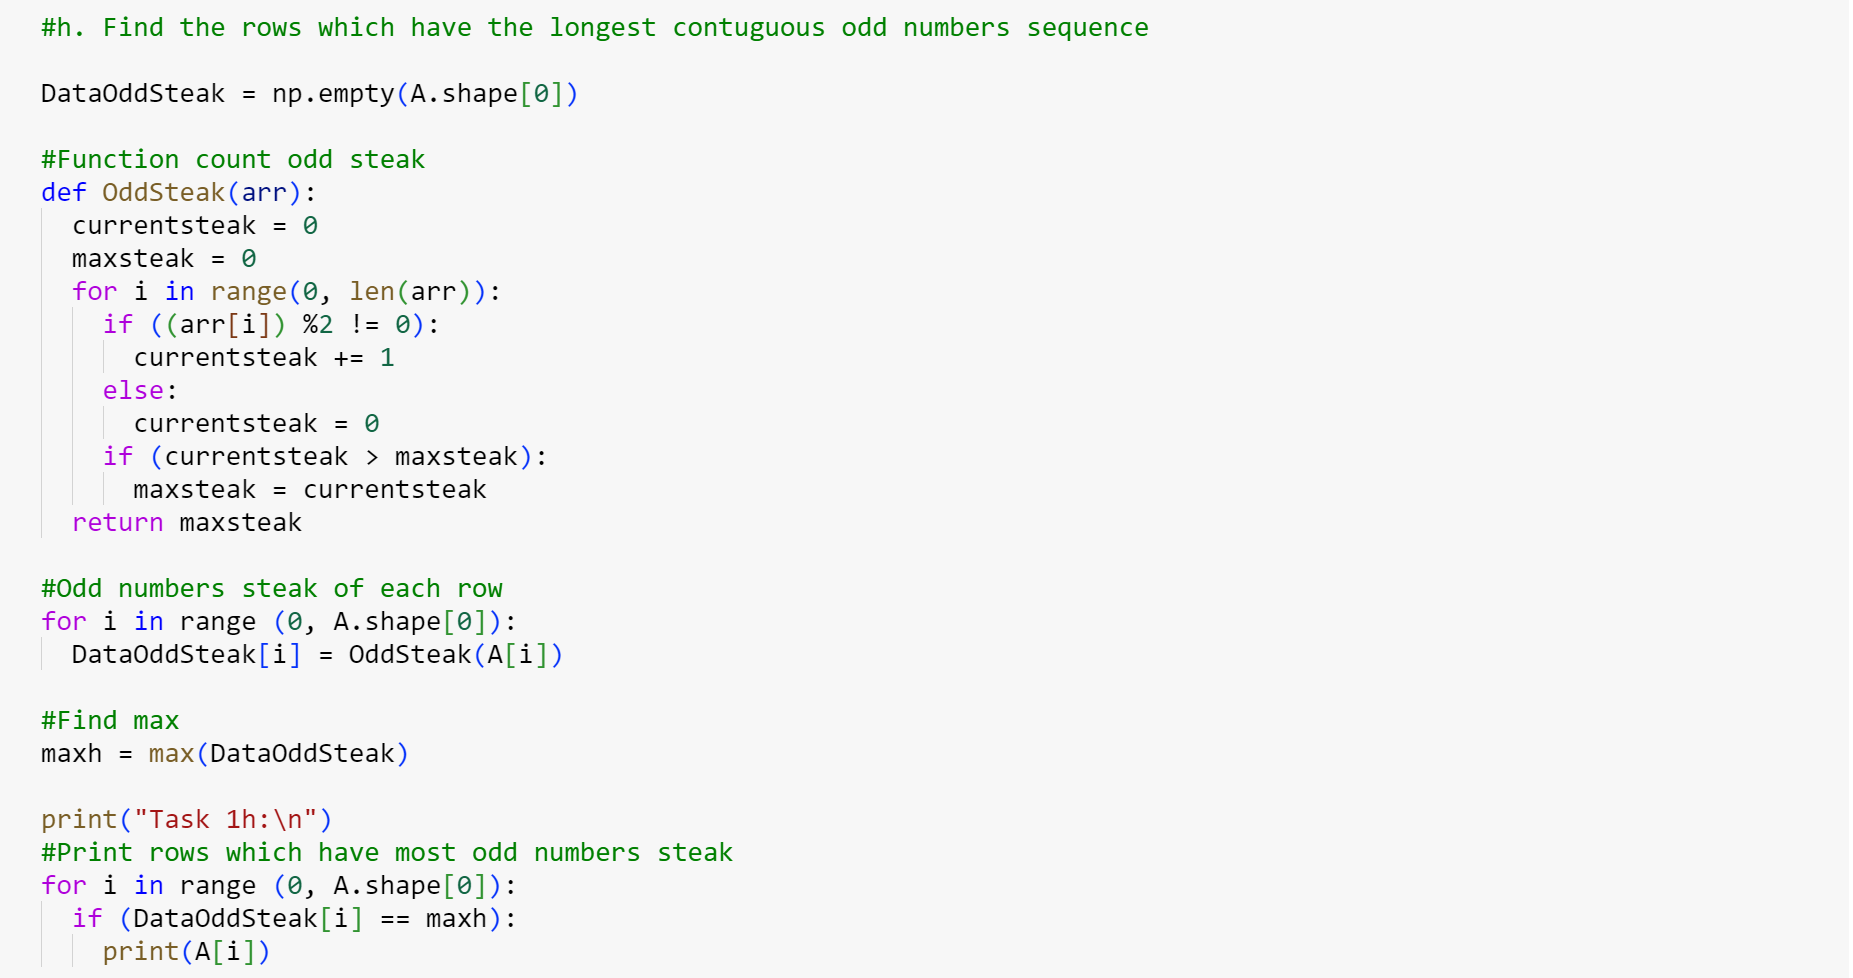 #h. Find the rows which have the longest contuguous odd numbers sequence
DataOddSteak = np.empty(A.shape[0])
#Function count odd steak
def OddSteak(arr):
  currentsteak = 0
  maxsteak = 0
  for i in range(0, len(arr)):
    if ((arr[i]) %2 != 0):
      currentsteak += 1
    else:
      currentsteak = 0
    if (currentsteak > maxsteak):
      maxsteak = currentsteak
  return maxsteak
#Odd numbers steak of each row
for i in range (0, A.shape[0]):
  DataOddSteak[i] = OddSteak(A[i])
#Find max
maxh = max(DataOddSteak)
print("Task 1h:\n")
#Print rows which have most odd numbers steak
for i in range (0, A.shape[0]):
  if (DataOddSteak[i] == maxh):
    print(A[i])